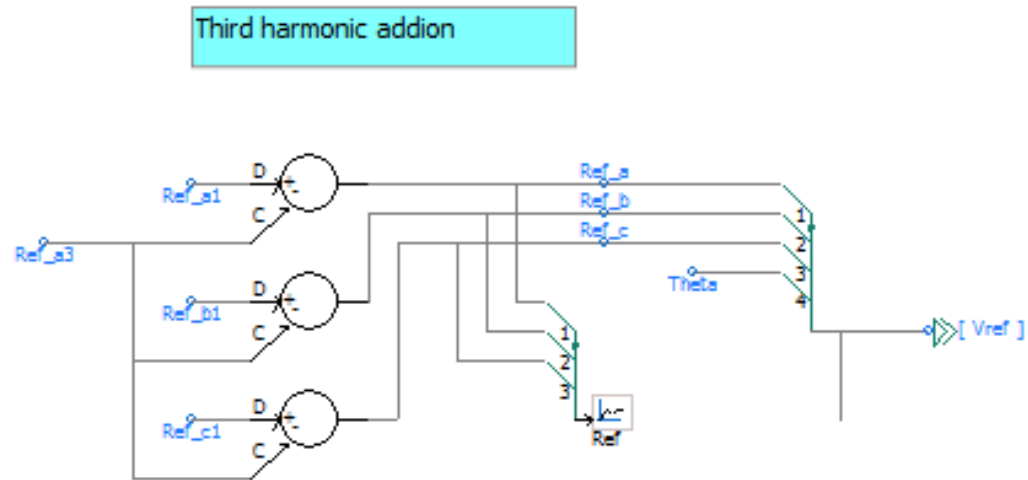 Third harmonic addion
D
+
-
Ref_a1
C
Ref_a3
D
+
-
Ref_b1
C
D
+
-
Ref_c1
C
Ref_a
Ref_b
Ref_c
Theta
1
2
3
4
[ Vref ]
1
2
3
Ref